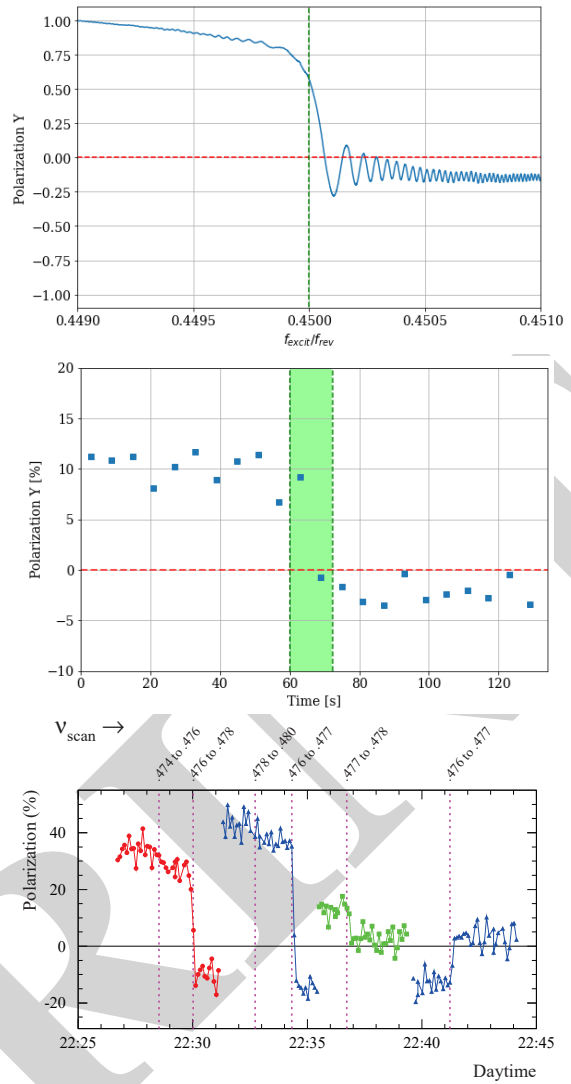 1.00
0.75
0.50
0.25
0.00
−0.25
−0.50
−0.75
−1.00
Polarization Y
0.4490 0.4495 0.4500 0.4505 0.4510
f_excit/f_rev
20
15
10
5
0
−5
−10
Polarization Y [%]
0 20 40 60 80 100 120
Time [s]
ν_scan →
.474 to .476
.476 to .478
.478 to .480
.476 to .477
.477 to .478
.476 to .477
40
20
0
-20
Polarization (%)
22:25 22:30 22:35 22:40 22:45
Daytime